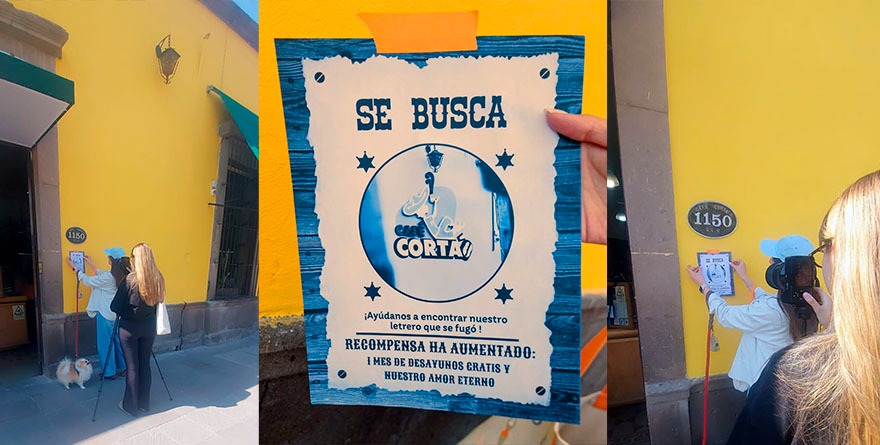 1150
SE BUSCA
CAFÉ
CORTAO
¡Ayúdanos a encontrar nuestro
letrero que se fugó !
RECOMPENSA HA AUMENTADO:
1 MES DE DESAYUNOS GRATIS Y
NUESTRO AMOR ETERNO
1150
SE BUSCA